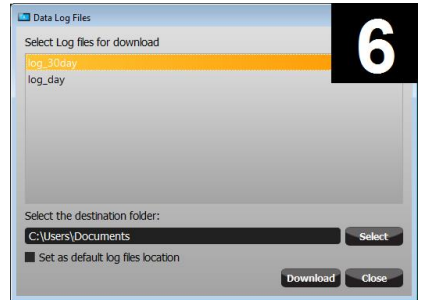 Data Log Files
6
Select Log files for download
log_30day
log_day
Select the destination folder:
C:\Users\Documents
Select
Set as default log files location
Download Close